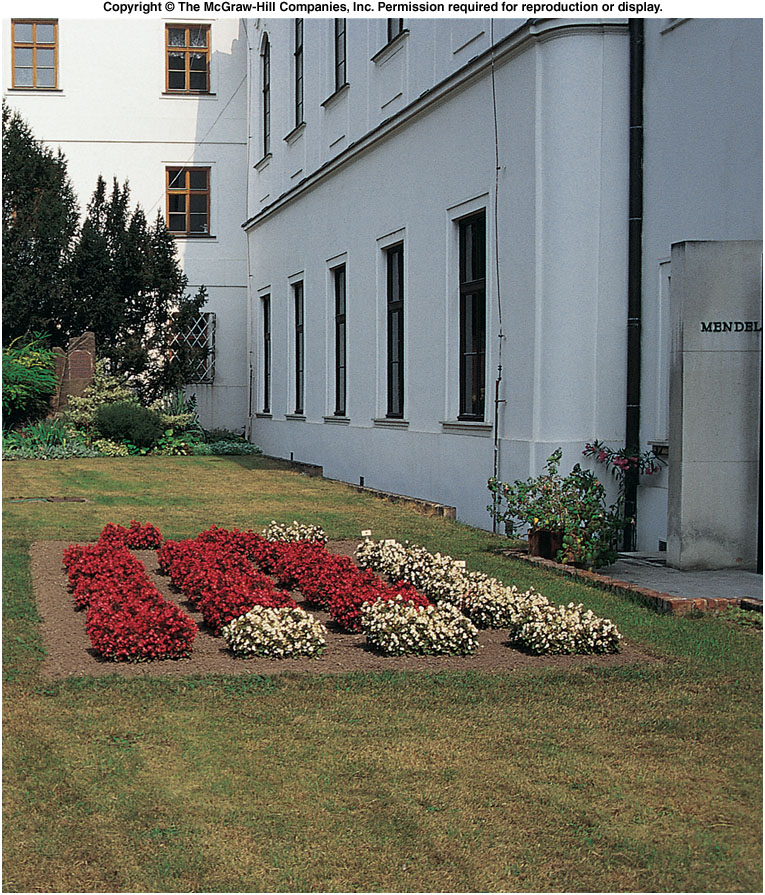 Copyright © The McGraw-Hill Companies, Inc. Permission required for reproduction or display.
MENDEL